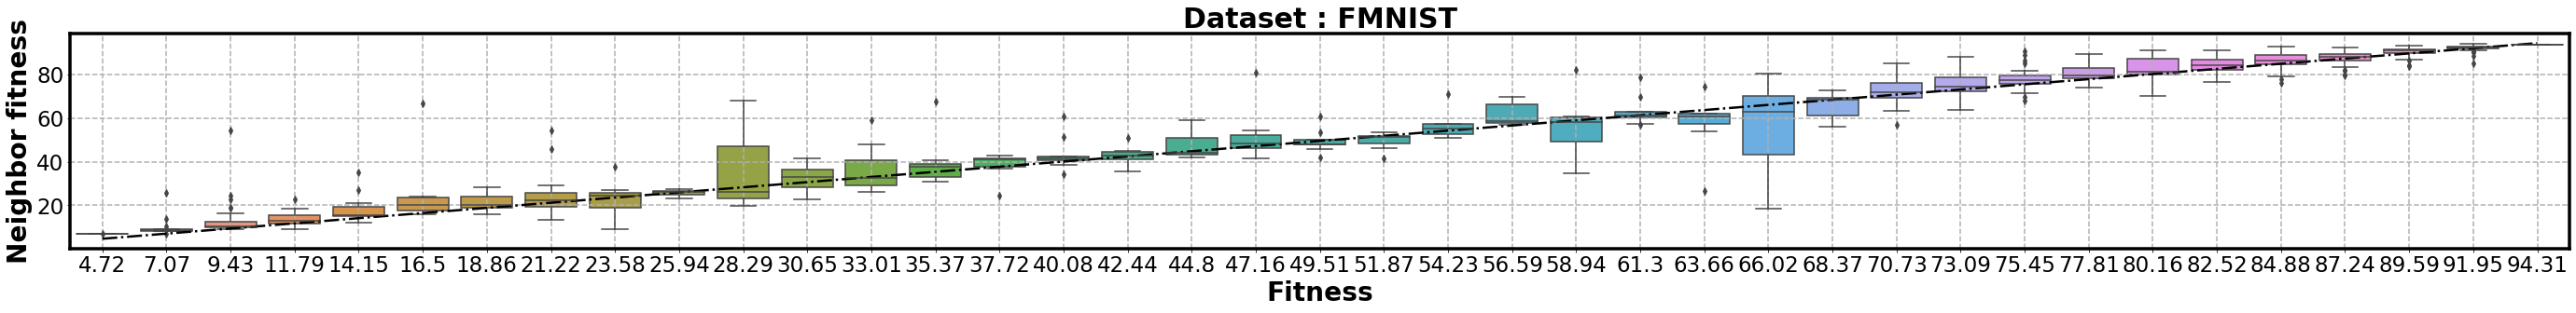 Dataset : FMNIST
Neighbor fitness
80
60
40
20
4.72 7.07 9.43 11.79 14.15 16.5 18.86 21.22 23.58 25.94 28.29 30.65 33.01 35.37 37.72 40.08 42.44 44.8 47.16 49.51 51.87 54.23 56.59 58.94 61.3 63.66 66.02 68.37 70.73 73.09 75.45 77.81 80.16 82.52 84.88 87.24 89.59 91.95 94.31
Fitness